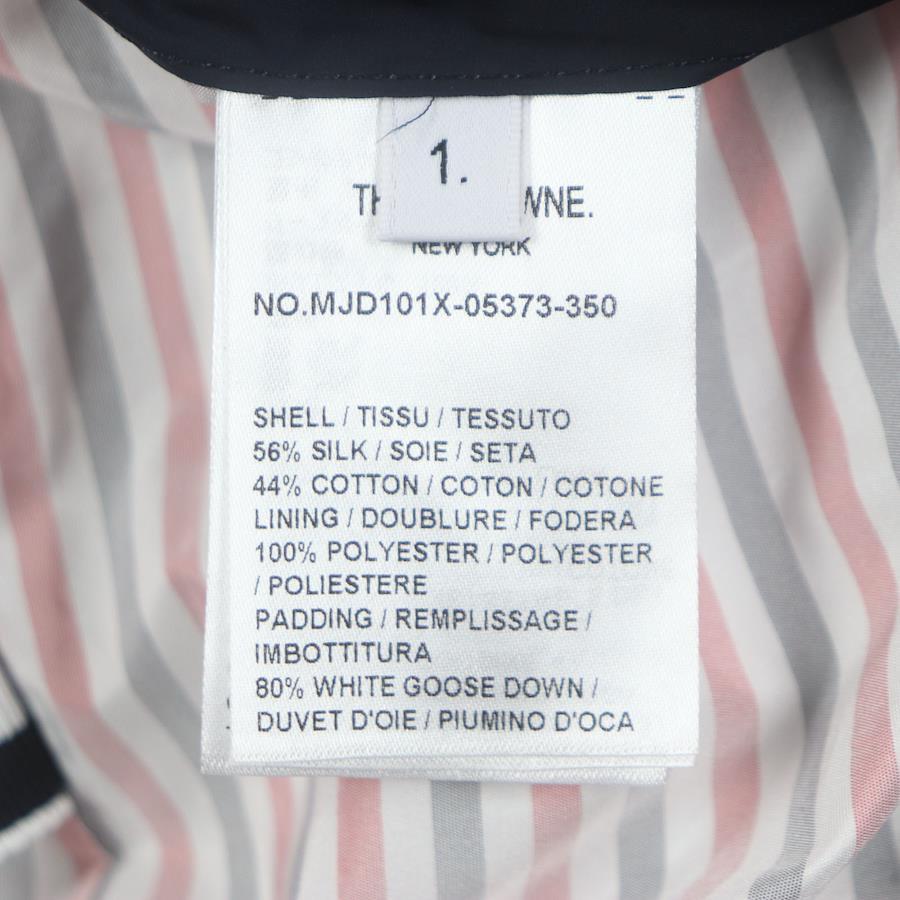 1.
NEW YORK
NO.MJD101X-05373-350
SHELL / TISSU / TESSUTO
56% SILK / SOIE / SETA
44% COTTON / COTON / COTONE
LINING / DOUBLURE / FODERA
100% POLYESTER / POLYESTER
/ POLIESTERE
PADDING / REMPLISSAGE /
IMBOTTITURA
80% WHITE GOOSE DOWN /
DUVET D'OIE / PIUMINO D'OCA